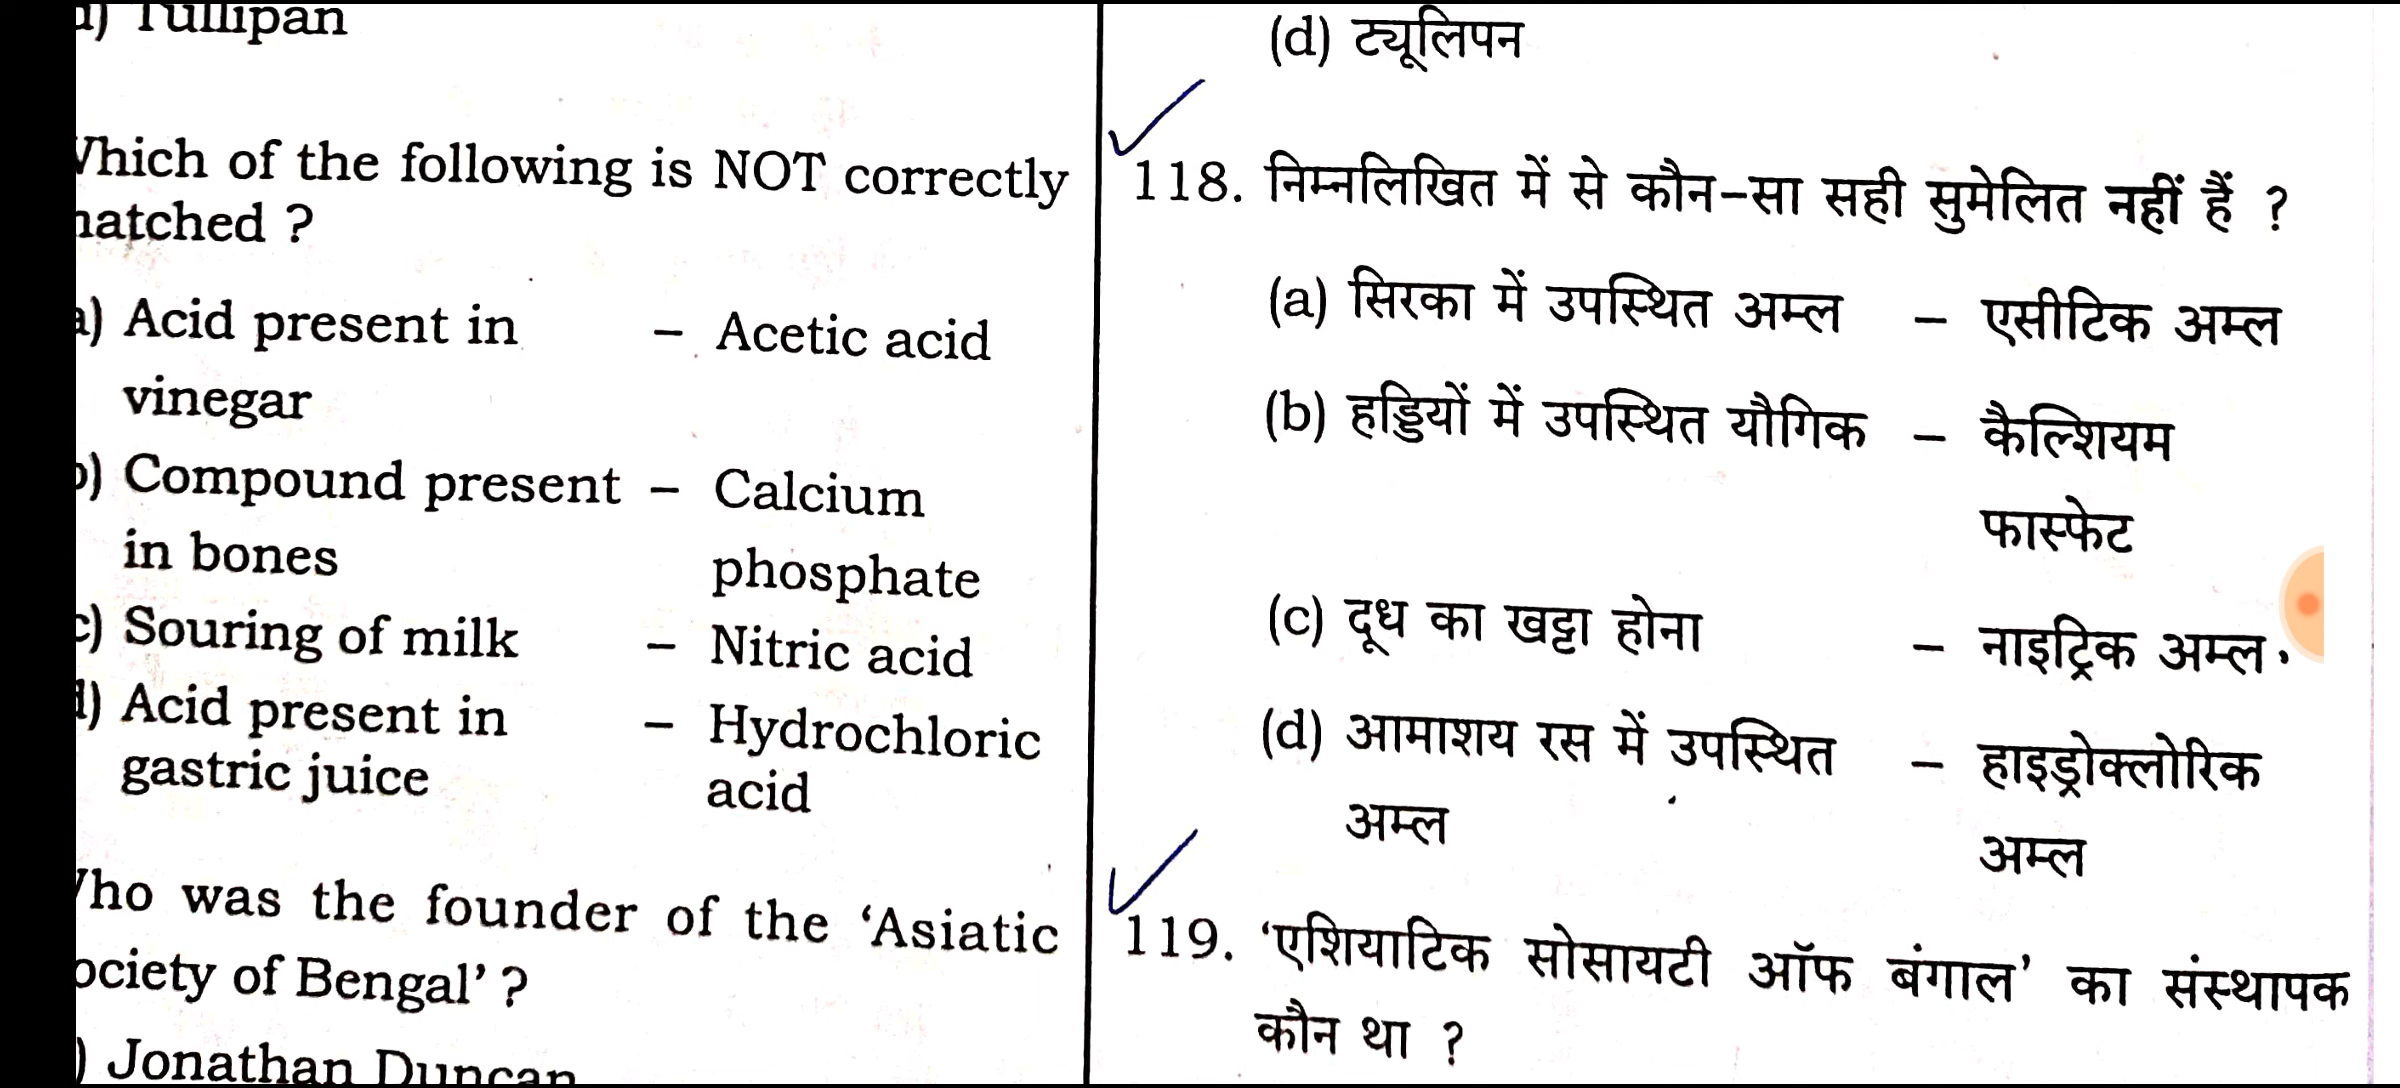 Tullipan
Which of the following is NOT correctly
matched ?
a) Acid present in – Acetic acid
vinegar
b) Compound present – Calcium
in bones phosphate
c) Souring of milk – Nitric acid
d) Acid present in – Hydrochloric
gastric juice acid
Who was the founder of the ‘Asiatic
ociety of Bengal’ ?
) Jonathan Duncan
(d) ट्यूलिपन
118. निम्नलिखित में से कौन-सा सही सुमेलित नहीं हैं ?
(a) सिरका में उपस्थित अम्ल – एसीटिक अम्ल
(b) हड्डियों में उपस्थित यौगिक – कैल्शियम
फास्फेट
(c) दूध का खट्टा होना – नाइट्रिक अम्ल
(d) आमाशय रस में उपस्थित – हाइड्रोक्लोरिक
अम्ल अम्ल
119. ‘एशियाटिक सोसायटी ऑफ बंगाल’ का संस्थापक
कौन था ?